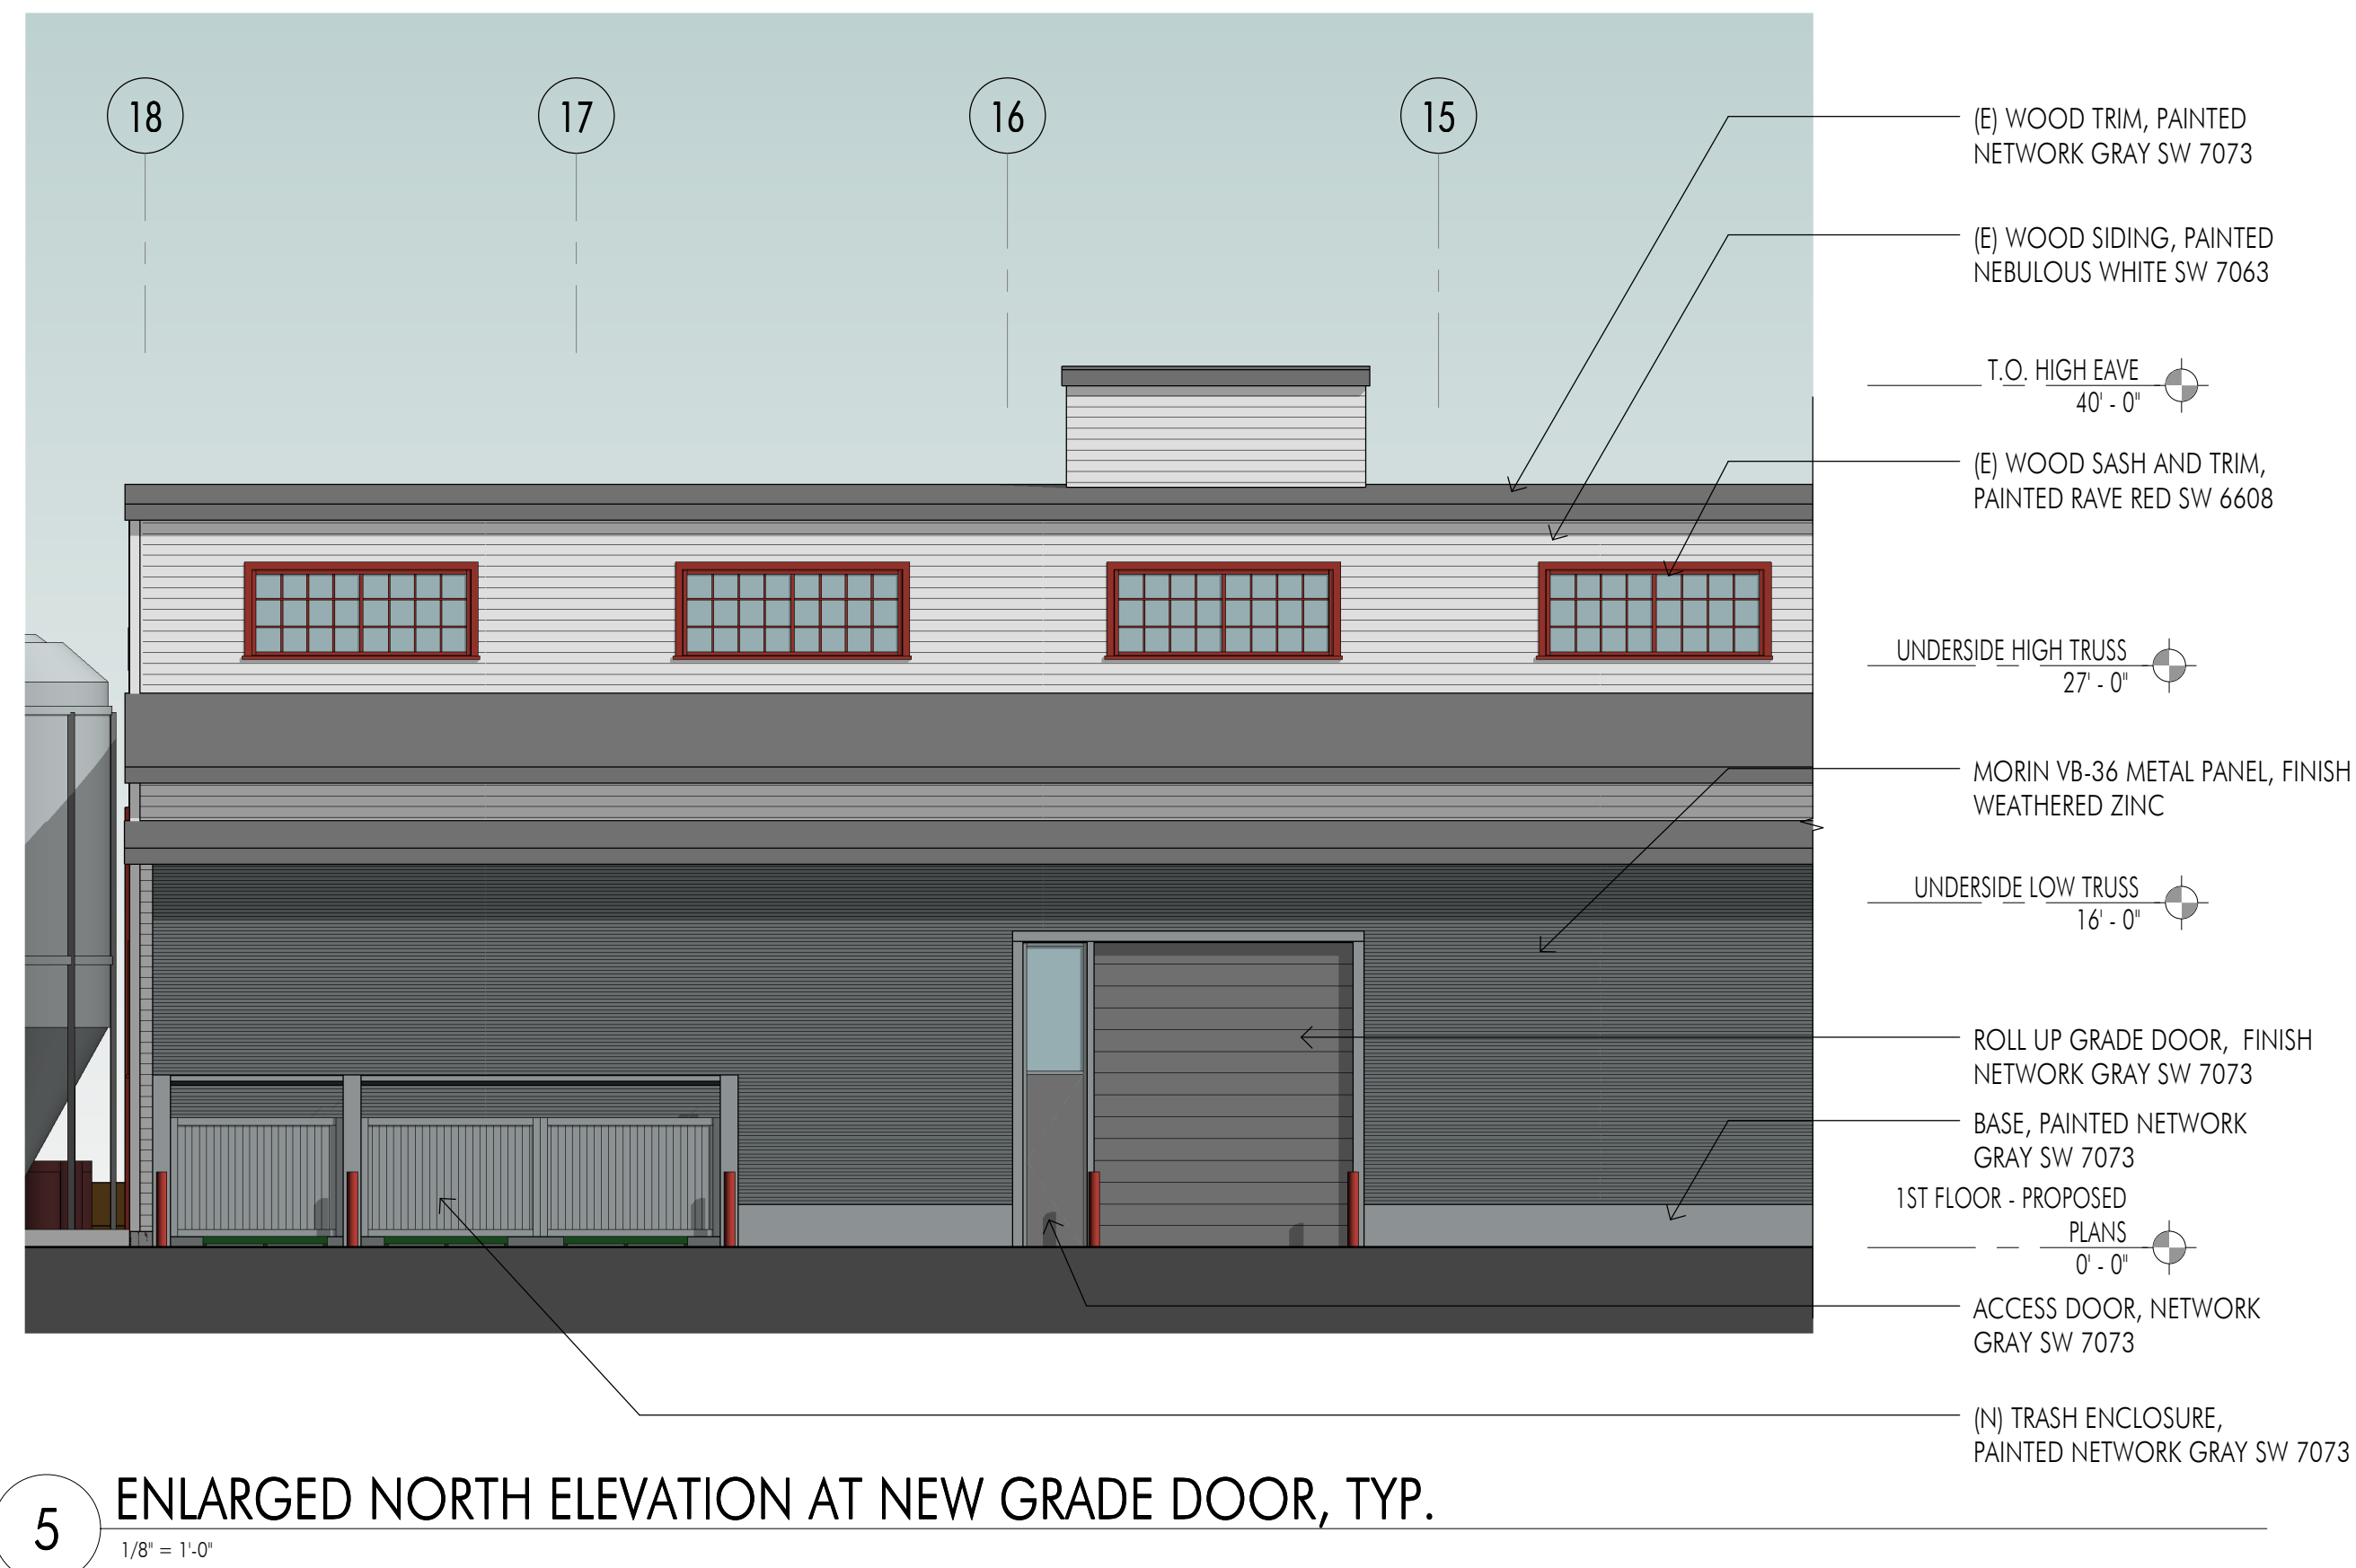 18
17
16
15
(E) WOOD TRIM, PAINTED
NETWORK GRAY SW 7073
(E) WOOD SIDING, PAINTED
NEBULOUS WHITE SW 7063
T.O. HIGH EAVE
40' - 0"
(E) WOOD SASH AND TRIM,
PAINTED RAVE RED SW 6608
UNDERSIDE HIGH TRUSS
27' - 0"
MORIN VB-36 METAL PANEL, FINISH
WEATHERED ZINC
UNDERSIDE LOW TRUSS
16' - 0"
ROLL UP GRADE DOOR, FINISH
NETWORK GRAY SW 7073
BASE, PAINTED NETWORK
GRAY SW 7073
1ST FLOOR - PROPOSED
PLANS
0' - 0"
ACCESS DOOR, NETWORK
GRAY SW 7073
(N) TRASH ENCLOSURE,
PAINTED NETWORK GRAY SW 7073
5
ENLARGED NORTH ELEVATION AT NEW GRADE DOOR, TYP.
1/8" = 1'-0"